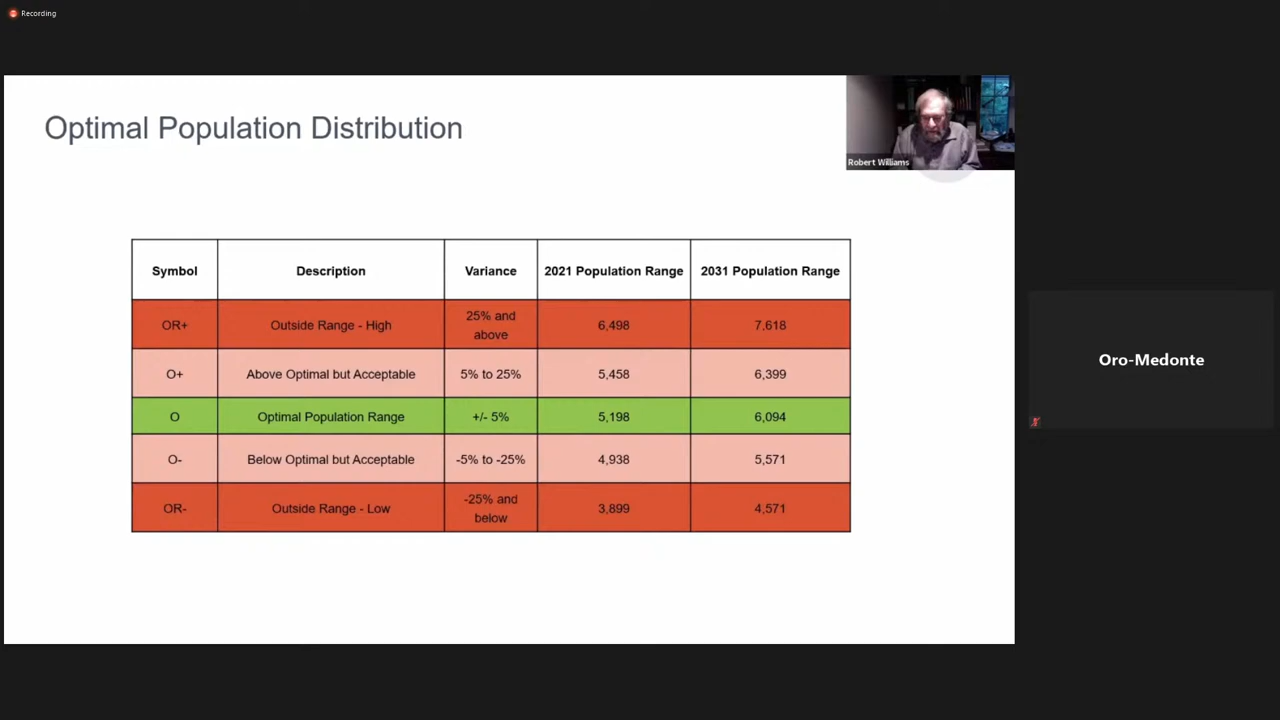 Recording
Optimal Population Distribution
Robert Williams
Symbol Description Variance 2021 Population Range 2031 Population Range
OR+ Outside Range - High 25% and above 6,498 7,618
O+ Above Optimal but Acceptable 5% to 25% 5,458 6,399
O Optimal Population Range +/- 5% 5,198 6,094
O- Below Optimal but Acceptable -5% to -25% 4,938 5,571
OR- Outside Range - Low -25% and below 3,899 4,571
Oro-Medonte